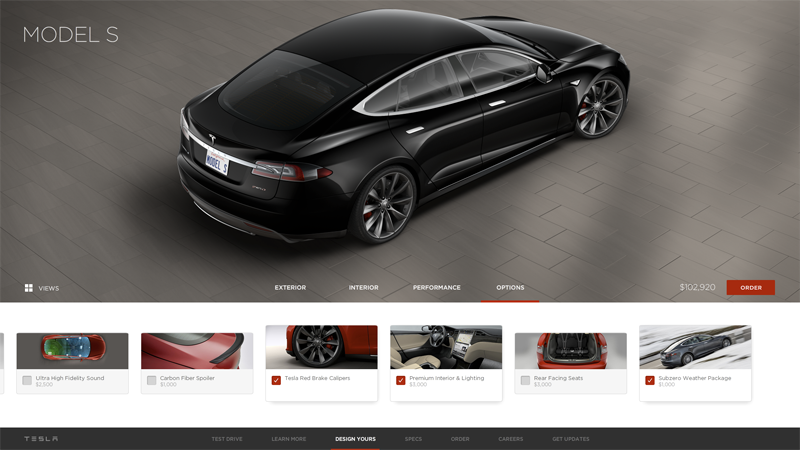 MODEL S
MODEL S
VIEWS
EXTERIOR
INTERIOR
PERFORMANCE
OPTIONS
$102,920
ORDER
Ultra High Fidelity Sound
$2,500
Carbon Fiber Spoiler
$1,000
Tesla Red Brake Calipers
Premium Interior & Lighting
$3,000
Rear Facing Seats
$3,000
Subzero Weather Package
$1,000
TESLA
TEST DRIVE
LEARN MORE
DESIGN YOURS
SPECS
ORDER
CAREERS
GET UPDATES